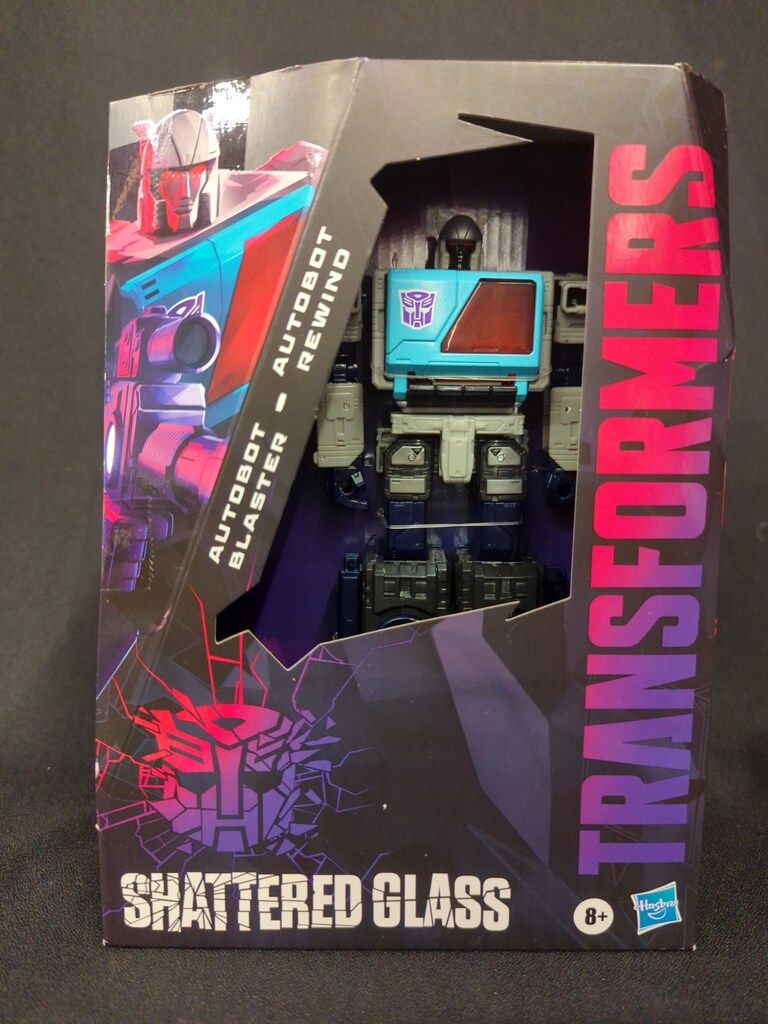 AUTOBOT
BLASTER - AUTOBOT
REWIND
TRANSFORMERS
SHATTERED GLASS
8+
Hasbro